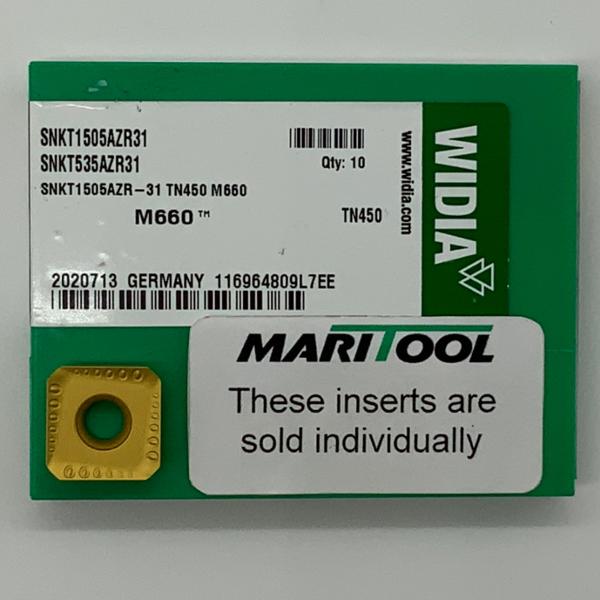 SNKT1505AZR31
SNKT535AZR31
Qty: 10
SNKT1505AZR-31 TN450 M660
M660™
TN450
2020713 GERMANY 116964809L7EE
www.widia.com
WIDIA
MARITOOL
These inserts are
sold individually